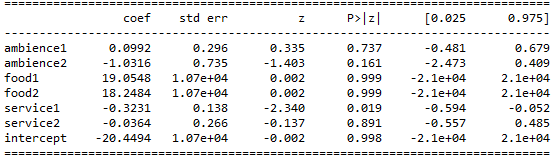 ==============================================================================
                 coef    std err          z      P>|z|      [0.025      0.975]
------------------------------------------------------------------------------
ambience1      0.0992      0.296      0.335      0.737      -0.481       0.679
ambience2     -1.0316      0.735     -1.403      0.161      -2.473       0.409
food1         19.0548   1.07e+04      0.002      0.999    -2.1e+04     2.1e+04
food2         18.2484   1.07e+04      0.002      0.999    -2.1e+04     2.1e+04
service1      -0.3231      0.138     -2.340      0.019      -0.594      -0.052
service2      -0.0364      0.266     -0.137      0.891      -0.557       0.485
intercept    -20.4494   1.07e+04     -0.002      0.998    -2.1e+04     2.1e+04
==============================================================================